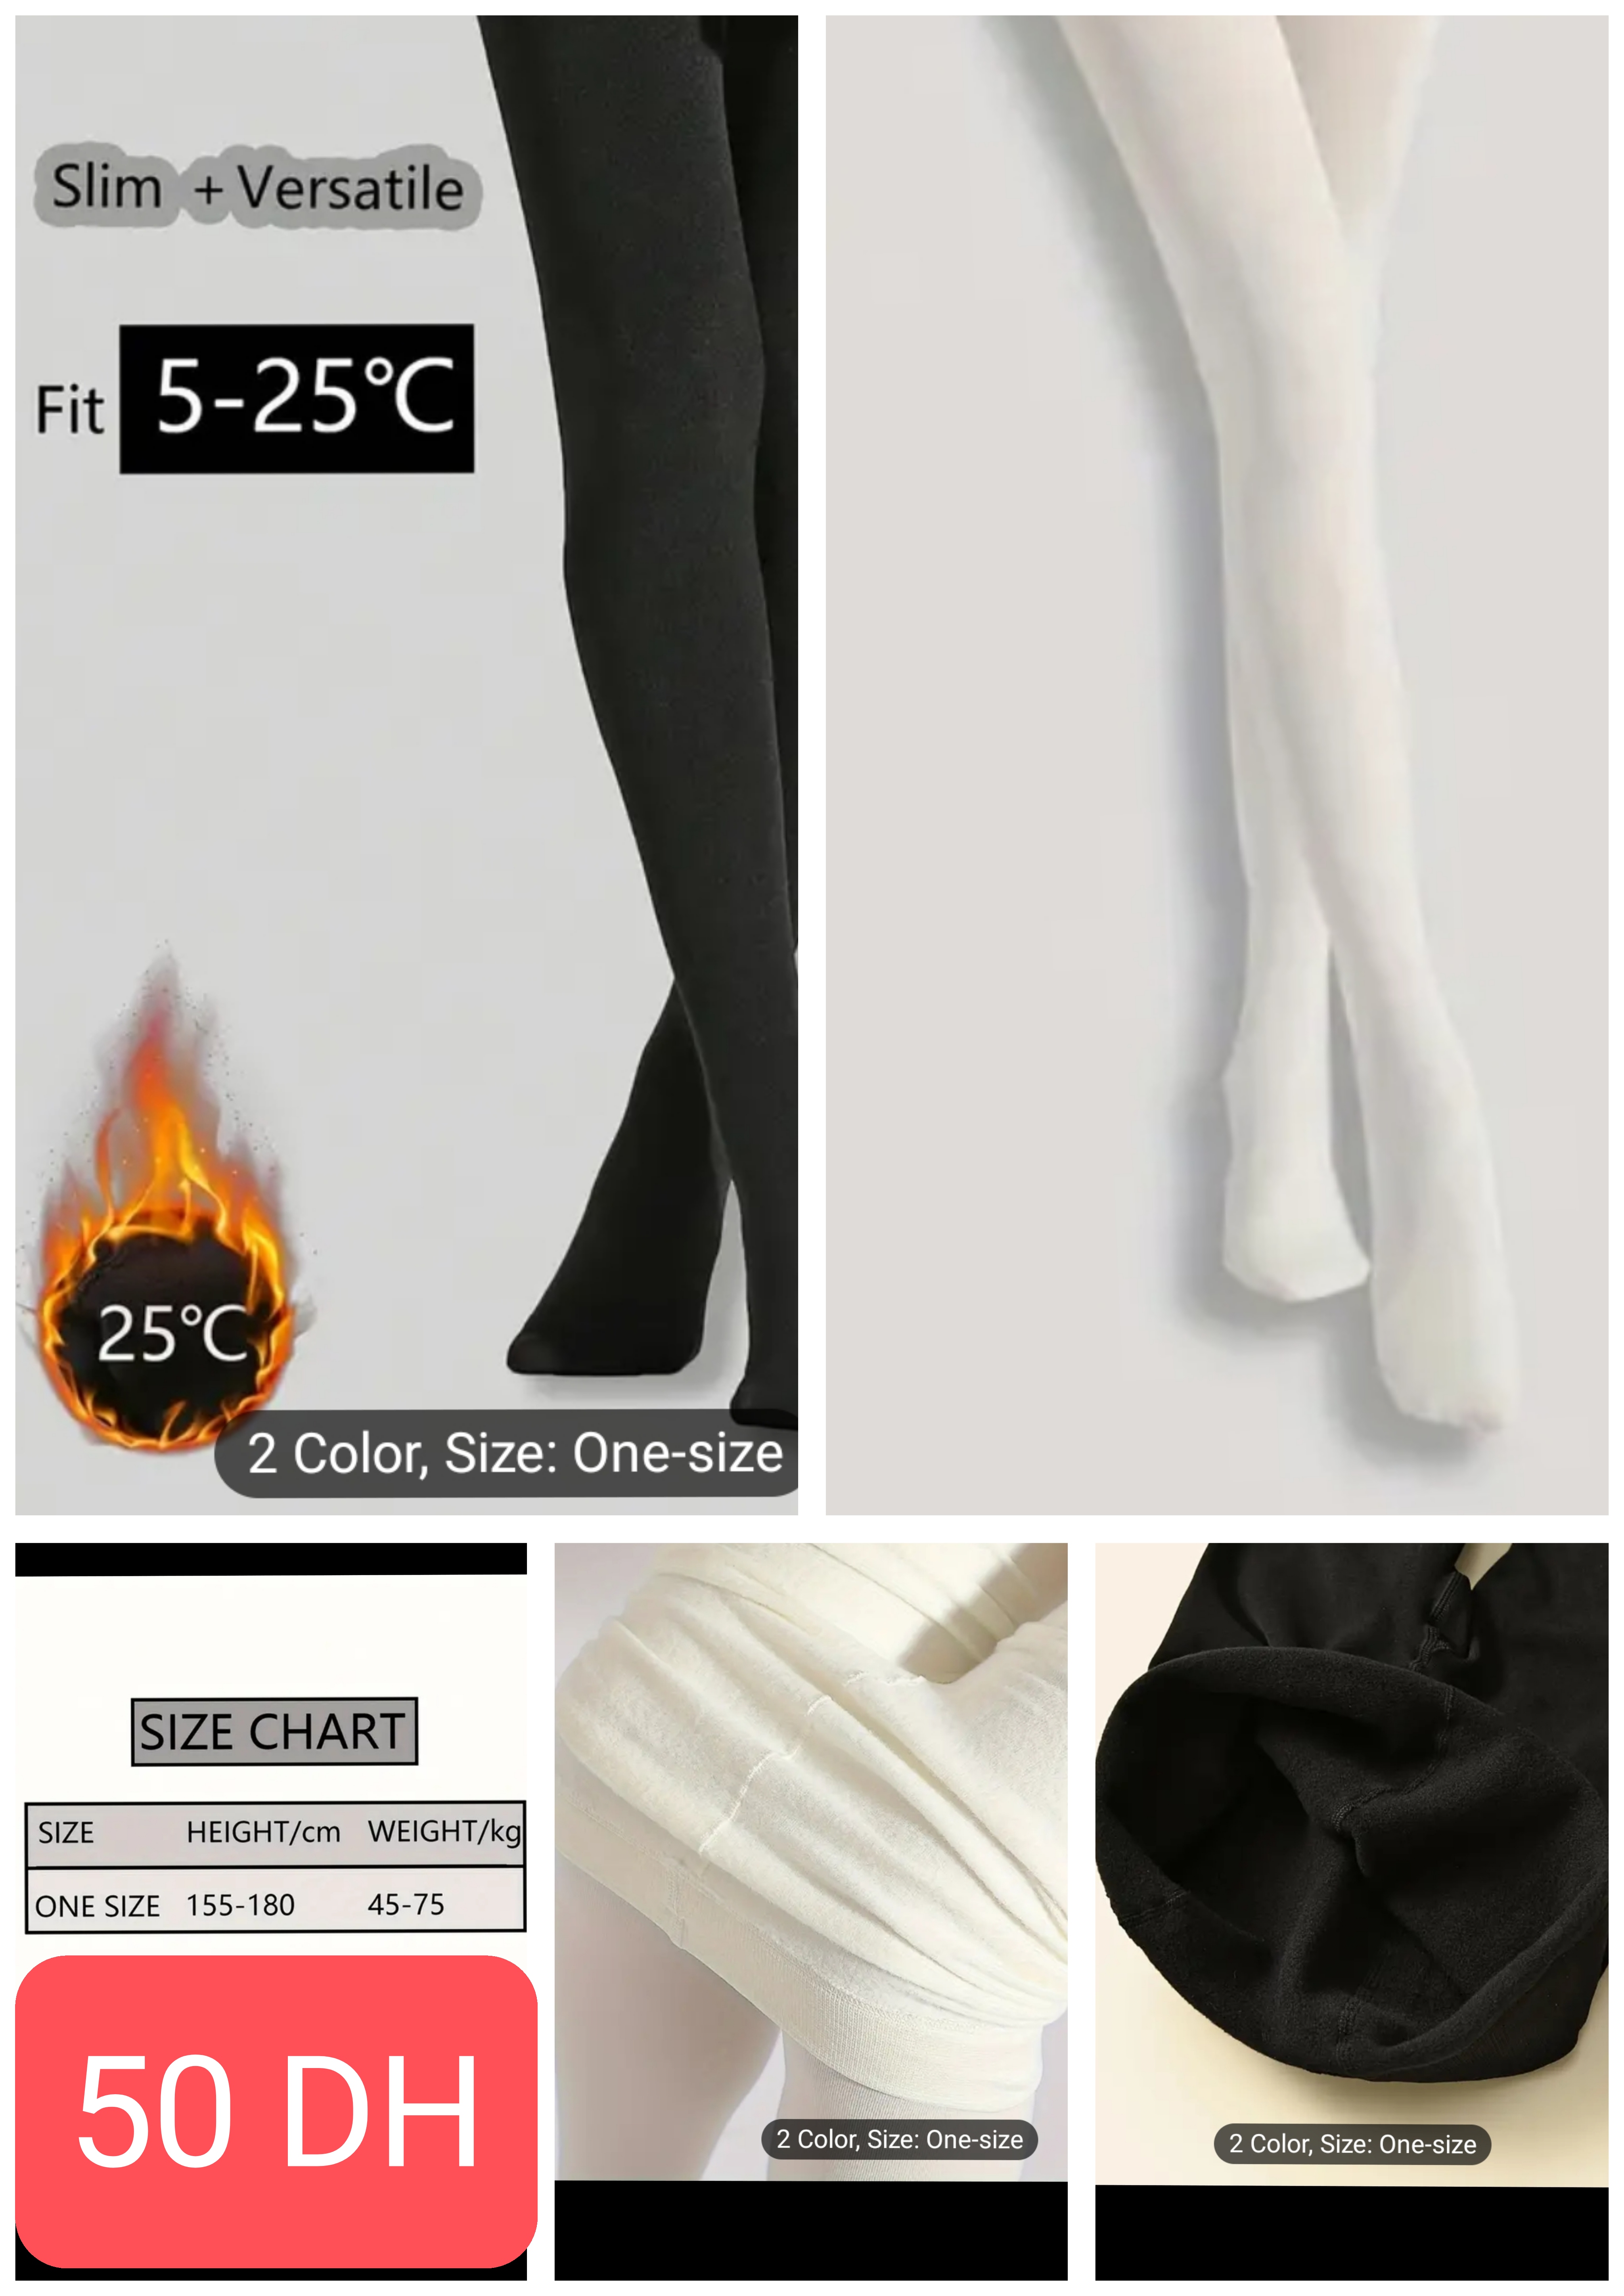 Slim + Versatile
Fit 5-25℃
25℃
2 Color, Size: One-size
SIZE CHART
SIZE HEIGHT/cm WEIGHT/kg
ONE SIZE 155-180 45-75
50 DH
2 Color, Size: One-size
2 Color, Size: One-size